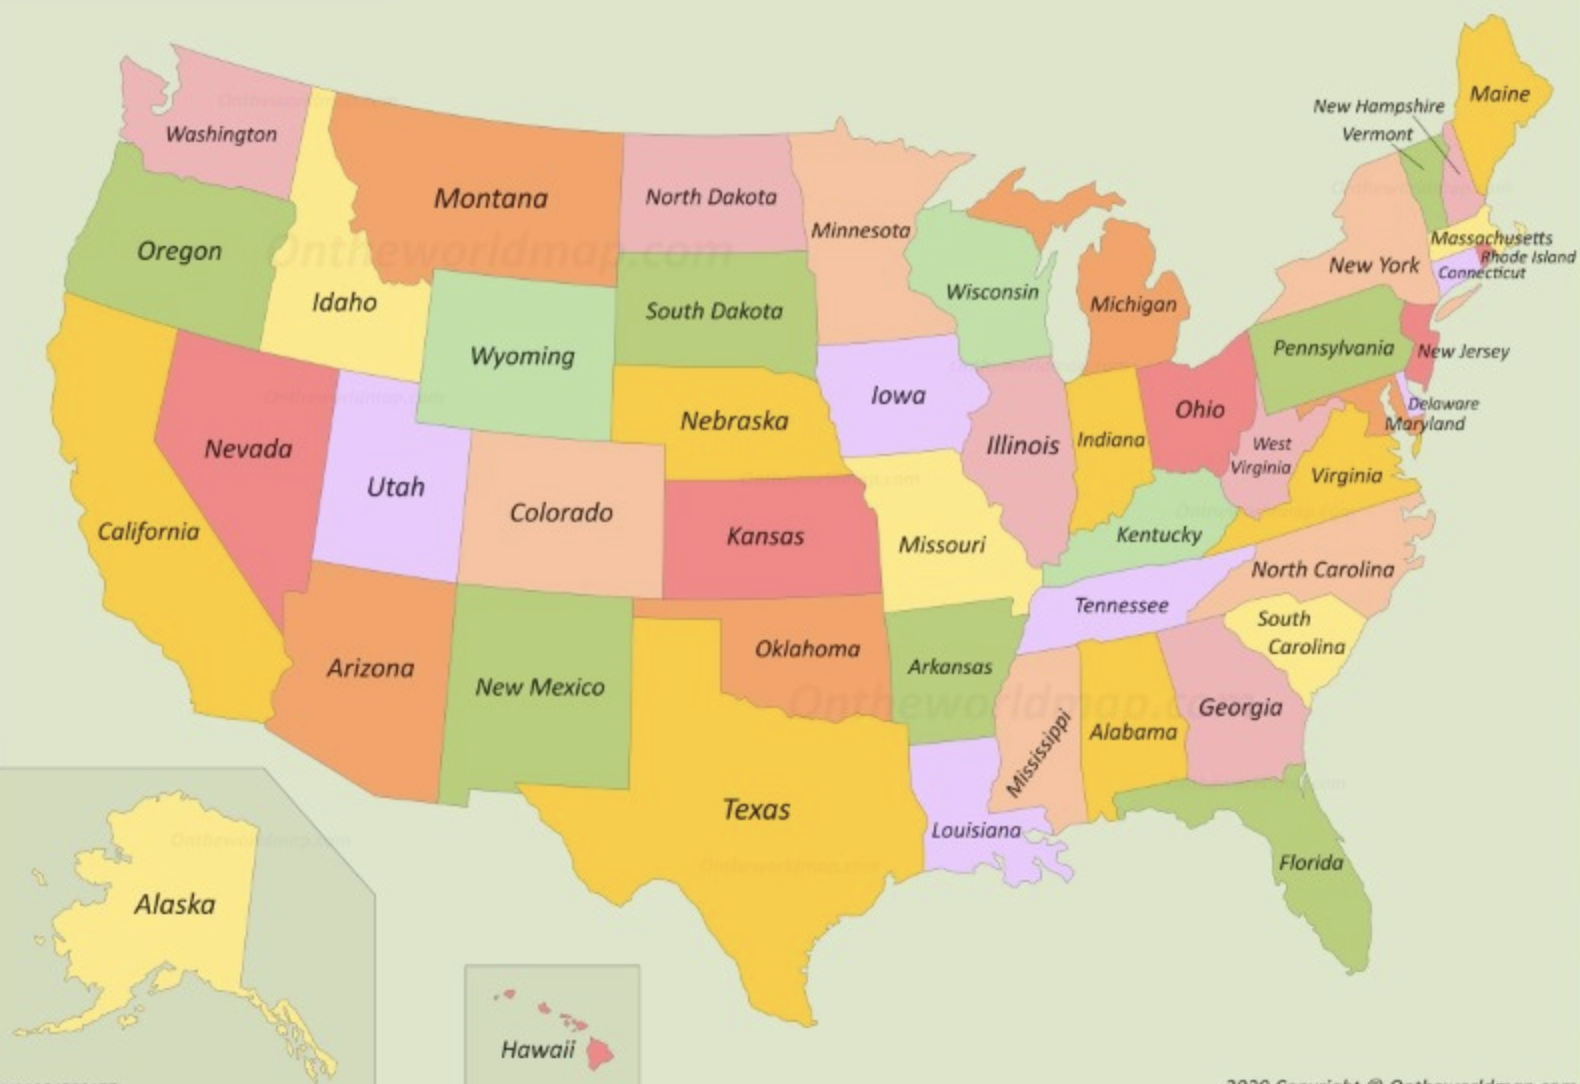 Maine
New Hampshire
Vermont
Washington
Montana
North Dakota
Minnesota
Oregon
Massachusetts
Rhode Island
New York
Connecticut
Ontheworldmap.com
Idaho
Wisconsin
Michigan
South Dakota
Wyoming
Pennsylvania
New Jersey
Iowa
Delaware
Ohio
Nebraska
Maryland
Nevada
Illinois
Indiana
West
Virginia
Virginia
Utah
Colorado
California
Kansas
Missouri
Kentucky
North Carolina
Tennessee
South
Carolina
Oklahoma
Arizona
Arkansas
New Mexico
Ontheworldmap.com
Georgia
Alabama
Mississippi
Texas
Louisiana
Florida
Alaska
Hawaii